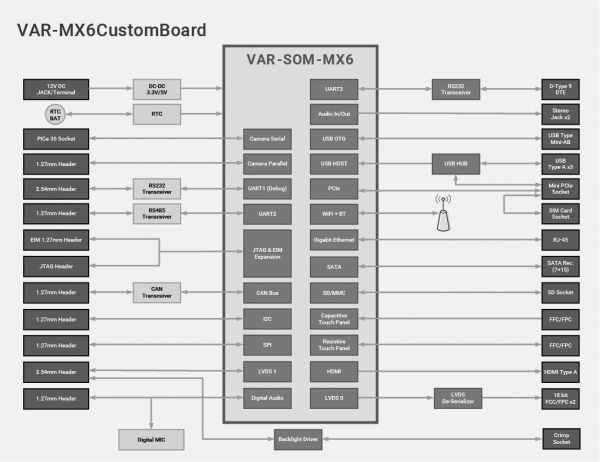 VAR-MX6CustomBoard
VAR-SOM-MX6
12V DC
JACK/Terminal
DC-DC
3.3V/5V
UART3
RS232
Transceiver
D-Type 9
DTE
RTC
BAT
RTC
Audio In/Out
Stereo
Jack x2
PCIe 36 Socket
Camera Serial
USB OTG
USB Type
Mini-AB
1.27mm Header
Camera Parallel
USB HOST
USB HUB
USB
Type-A x3
2.54mm Header
RS232
Transceiver
UART1 (Debug)
PCIe
Mini PCIe
Socket
1.27mm Header
RS485
Transceiver
UART2
WiFi + BT
SIM Card
Socket
EIM 1.27mm Header
JTAG & EIM
Expansion
Gigabit Ethernet
RJ-45
JTAG Header
SATA
SATA Rec.
(7+15)
1.27mm Header
CAN
Transceiver
CAN Bus
SD/MMC
SD Socket
1.27mm Header
I2C
Capacitive
Touch Panel
FFC/FPC
1.27mm Header
SPI
Resistive
Touch Panel
FFC/FPC
2.54mm Header
LVDS 1
HDMI
HDMI Type A
1.27mm Header
Digital Audio
LVDS 0
LVDS
De-Serializer
18 bit
FCC/FPC x2
Digital MIC
Backlight Driver
Crimp
Socket